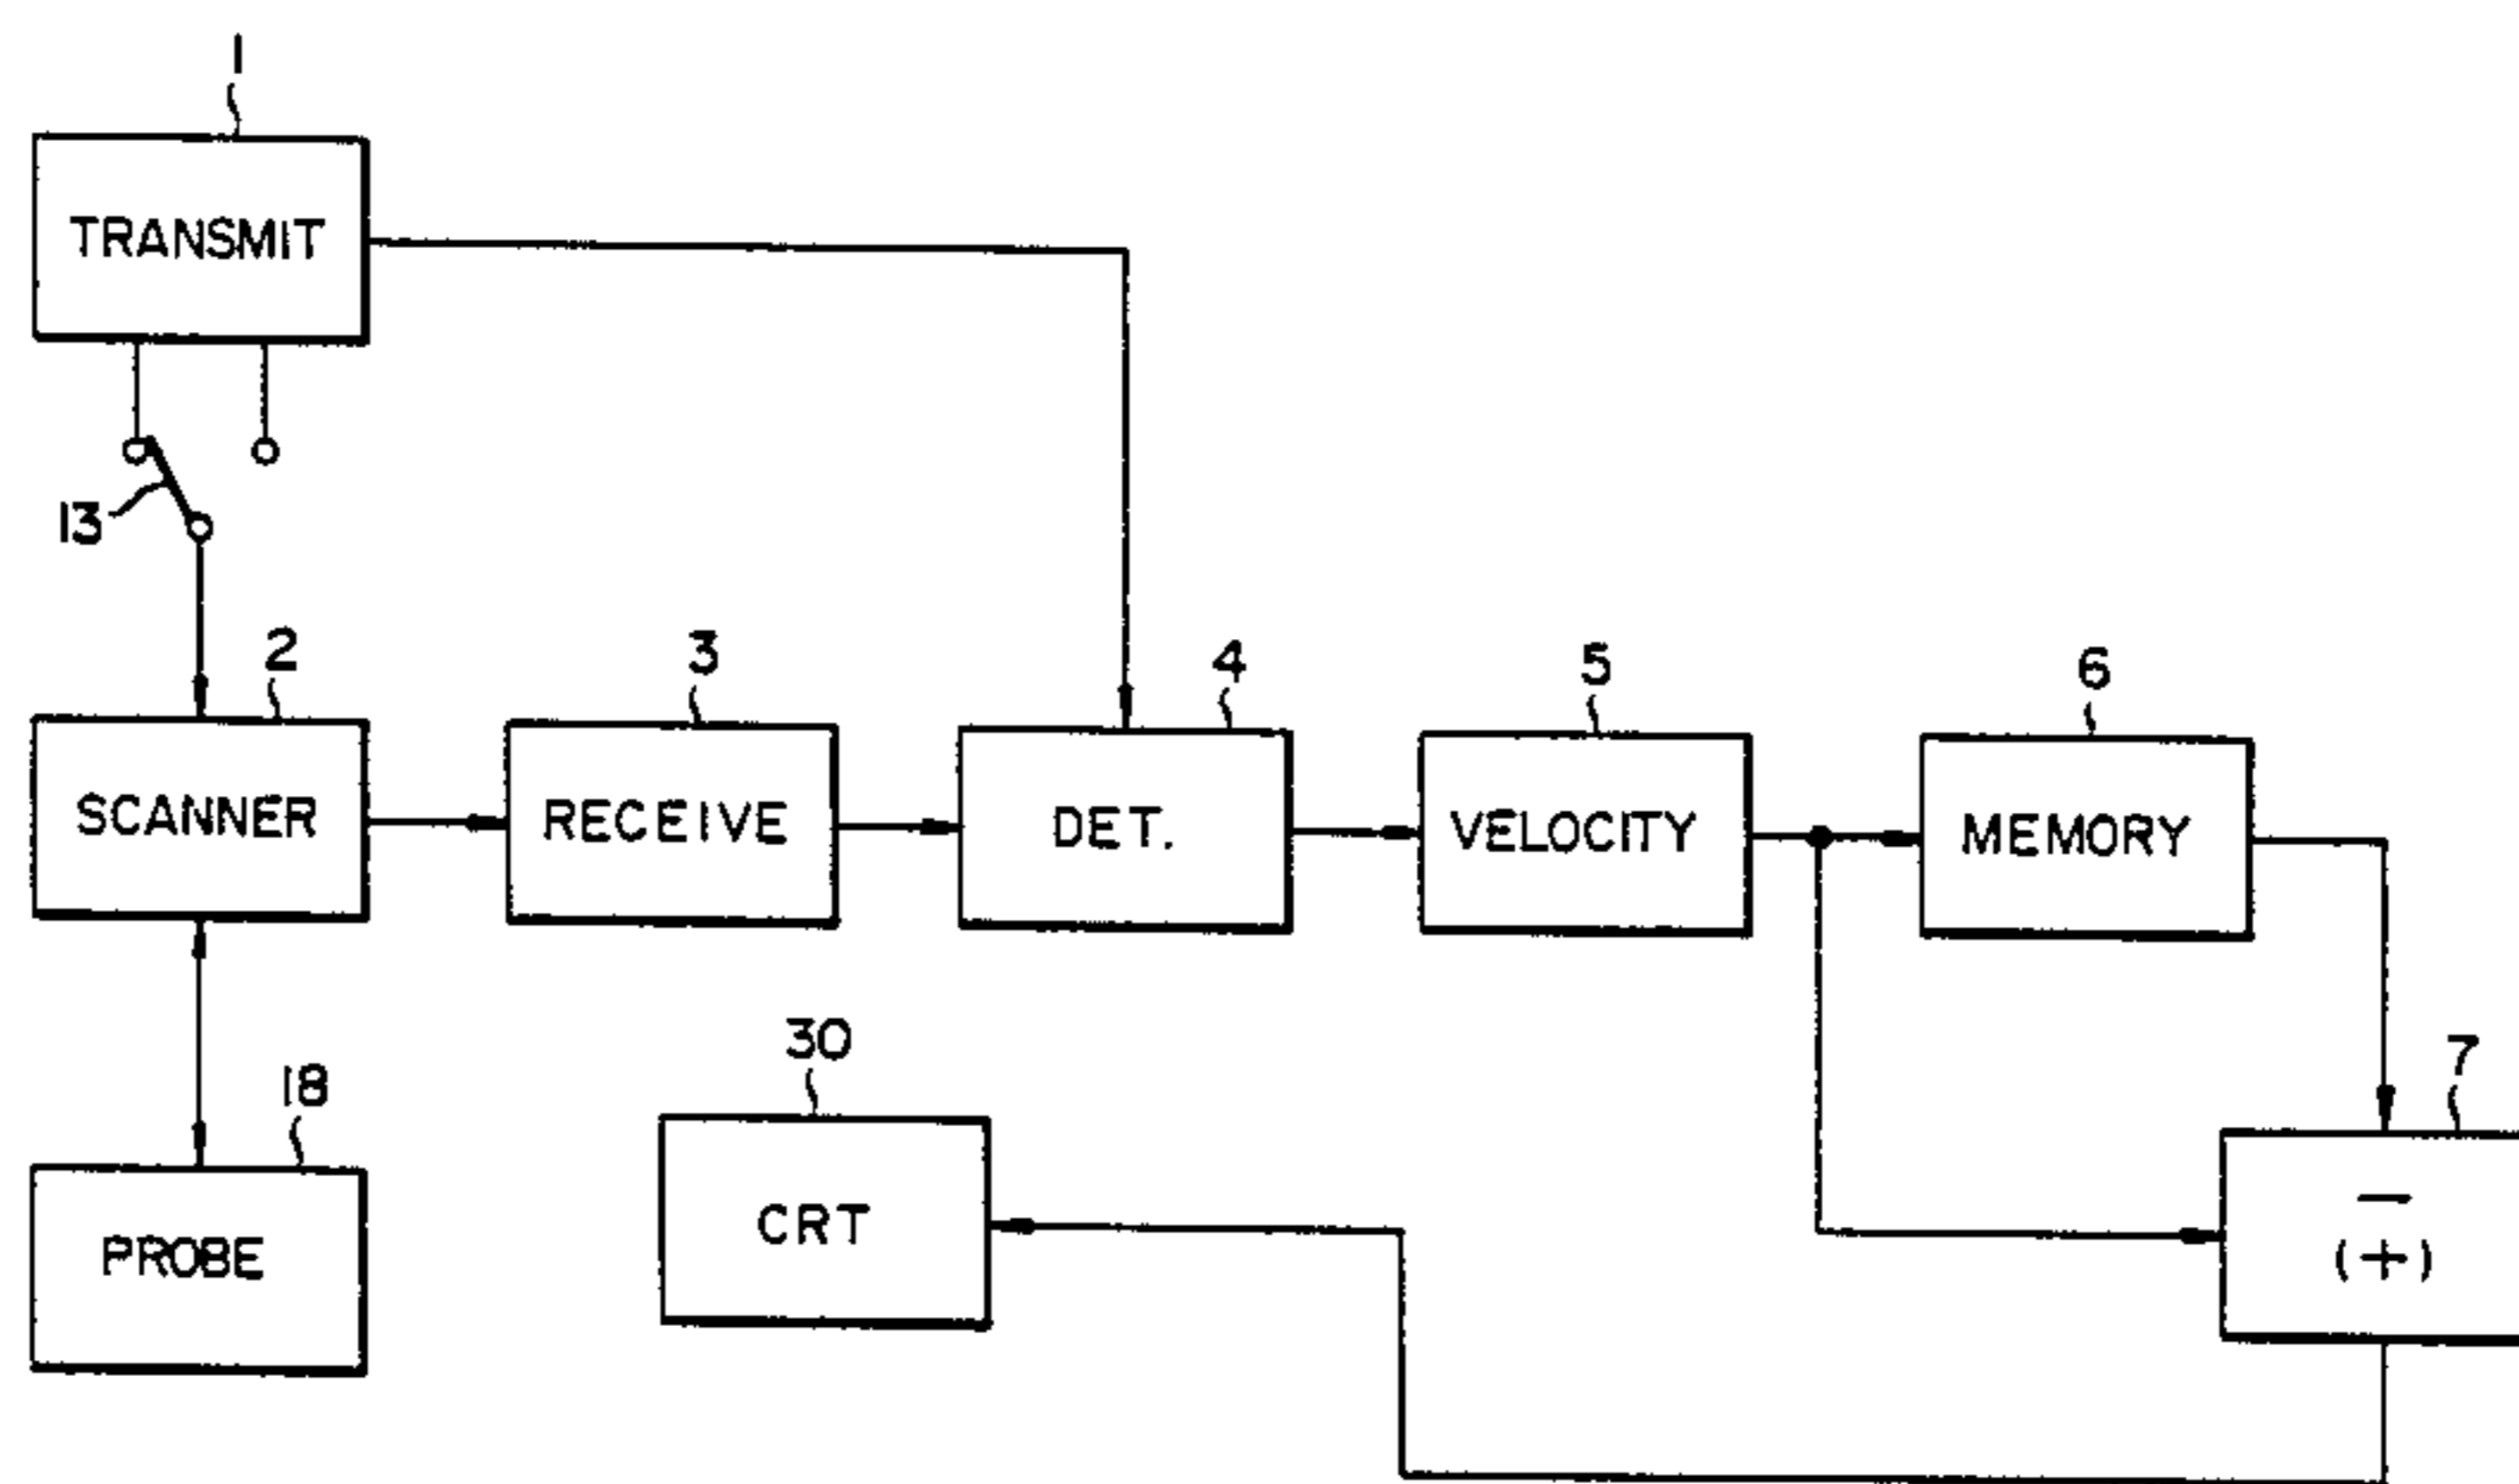 1
TRANSMIT
13
2
3
4
5
6
SCANNER
RECEIVE
DET.
VELOCITY
MEMORY
18
30
7
PROBE
CRT
−
(+)